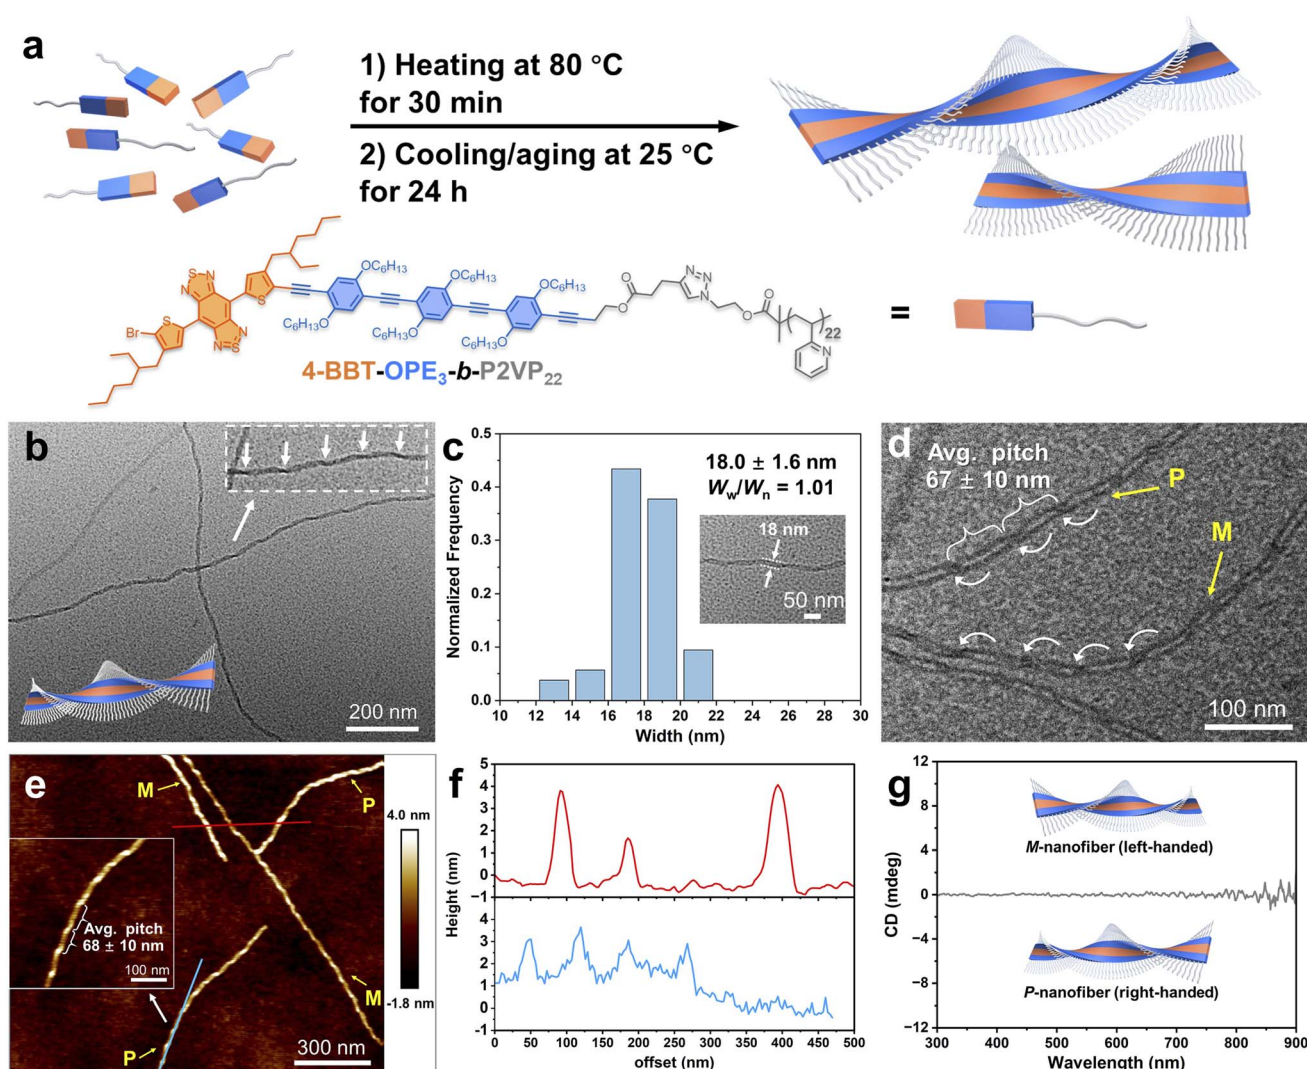 a
1) Heating at 80 °C
for 30 min
2) Cooling/aging at 25 °C
for 24 h
S
N
N
N
N
S
S
S
Br
OC6H13
OC6H13
OC6H13
C6H13O
C6H13O
C6H13O
O
O
N
N
N
O
O
22
N
=
4-BBT-OPE3-b-P2VP22
b
200 nm
c
18.0 ± 1.6 nm
Ww/Wn = 1.01
18 nm
50 nm
Normalized Frequency
0.5
0.4
0.3
0.2
0.1
0.0
10 12 14 16 18 20 22 24 26 28 30
Width (nm)
d
Avg. pitch
67 ± 10 nm
P
M
100 nm
e
M
P
4.0 nm
-1.8 nm
Avg. pitch
68 ± 10 nm
100 nm
M
P
300 nm
f
Height (nm)
5
4
3
2
1
0
−1
4
3
2
1
0
-1
0 50 100 150 200 250 300 350 400 450 500
offset (nm)
g
CD (mdeg)
12
8
4
0
−4
−8
−12
M-nanofiber (left-handed)
P-nanofiber (right-handed)
300 400 500 600 700 800 900
Wavelength (nm)